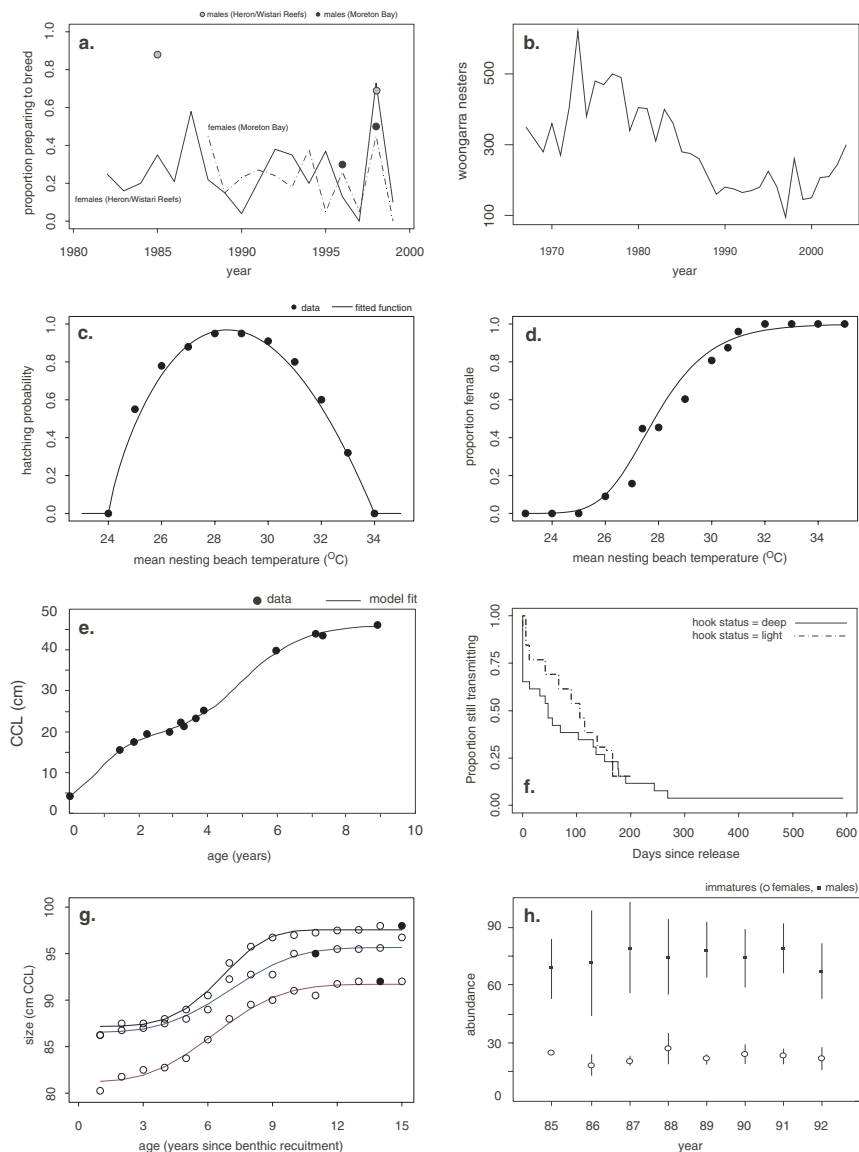 males (Heron/Wistari Reefs) males (Moreton Bay)
a.
proportion preparing to breed
0.0 0.2 0.4 0.6 0.8 1.0
females (Moreton Bay)
females (Heron/Wistari Reefs)
1980 1985 1990 1995 2000
year
b.
woongarra nesters
100 300 500
1970 1980 1990 2000
year
data fitted function
c.
hatching probability
0.0 0.2 0.4 0.6 0.8 1.0
24 26 28 30 32 34
mean nesting beach temperature (OC)
d.
proportion female
0.0 0.2 0.4 0.6 0.8 1.0
24 26 28 30 32 34
mean nesting beach temperature (OC)
data model fit
e.
CCL (cm)
0 10 20 30 40 50
0 2 4 6 8 10
age (years)
hook status = deep
hook status = light
Proportion still transmitting
0.00 0.25 0.50 0.75 1.00
f.
0 100 200 300 400 500 600
Days since release
g.
size (cm CCL)
80 85 90 95 100
0 3 6 9 12 15
age (years since benthic recuitment)
immatures (females, males)
h.
abundance
0 30 60 90
85 86 87 88 89 90 91 92
year